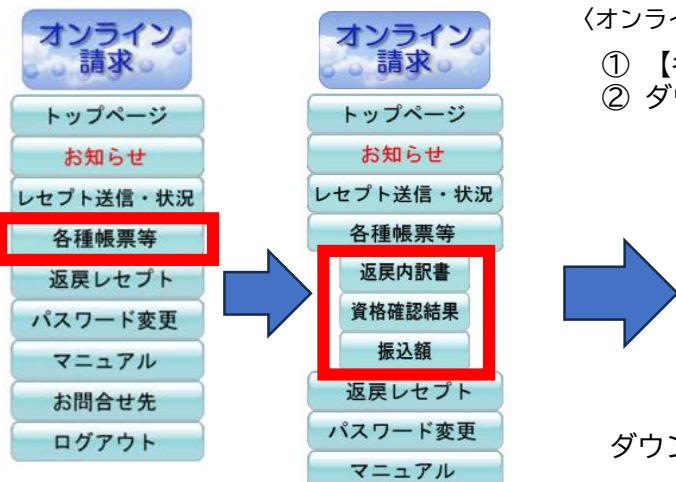 オンライン
請求
トップページ
お知らせ
レセプト送信・状況
各種帳票等
返戻レセプト
パスワード変更
マニュアル
お問合せ先
ログアウト
オンライン
請求
トップページ
お知らせ
レセプト送信・状況
各種帳票等
返戻内訳書
資格確認結果
振込額
返戻レセプト
パスワード変更
マニュアル
〈オンライ
① 【
② ダウ
ダウン